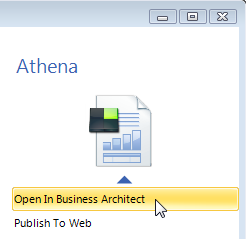 Athena
Open In Business Architect
Publish To Web